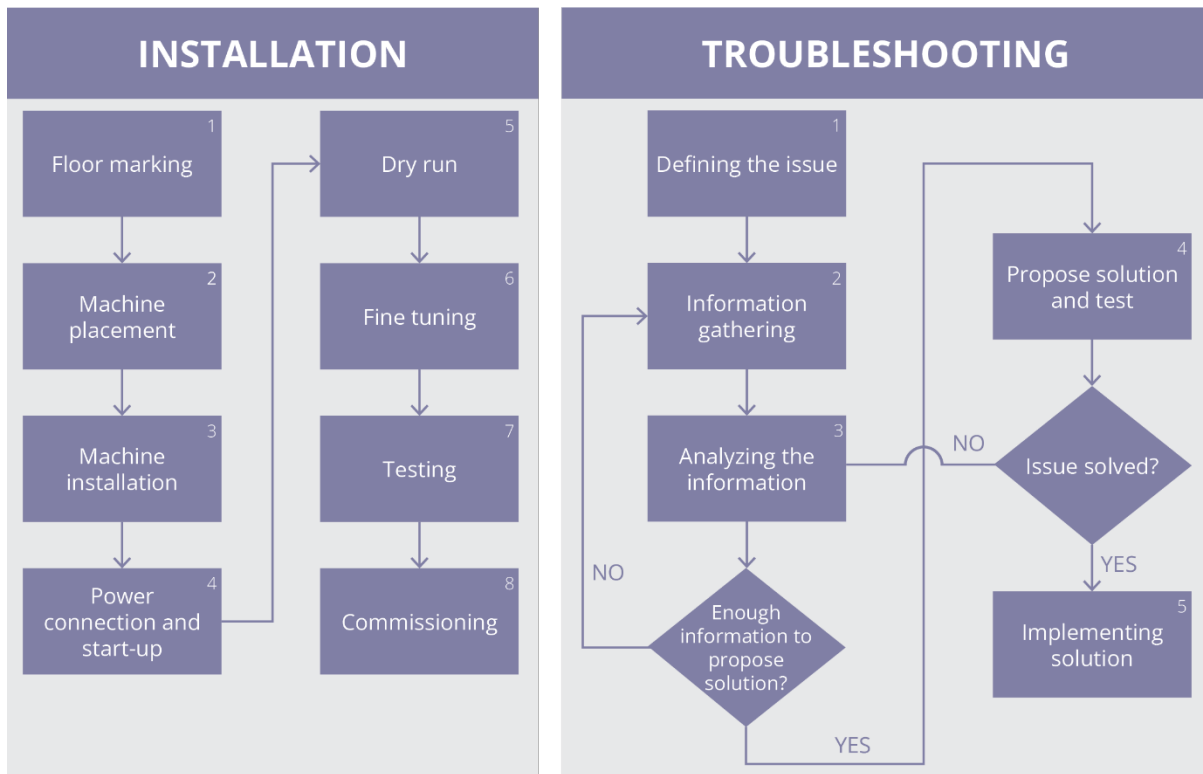 INSTALLATION
1
Floor marking
2
Machine
placement
3
Machine
installation
4
Power
connection and
start-up
5
Dry run
6
Fine tuning
7
Testing
8
Commissioning
TROUBLESHOOTING
1
Defining the issue
2
Information
gathering
3
Analyzing the
information
NO
Enough
information to
propose
solution?
YES
4
Propose solution
and test
NO
Issue solved?
YES
5
Implementing
solution